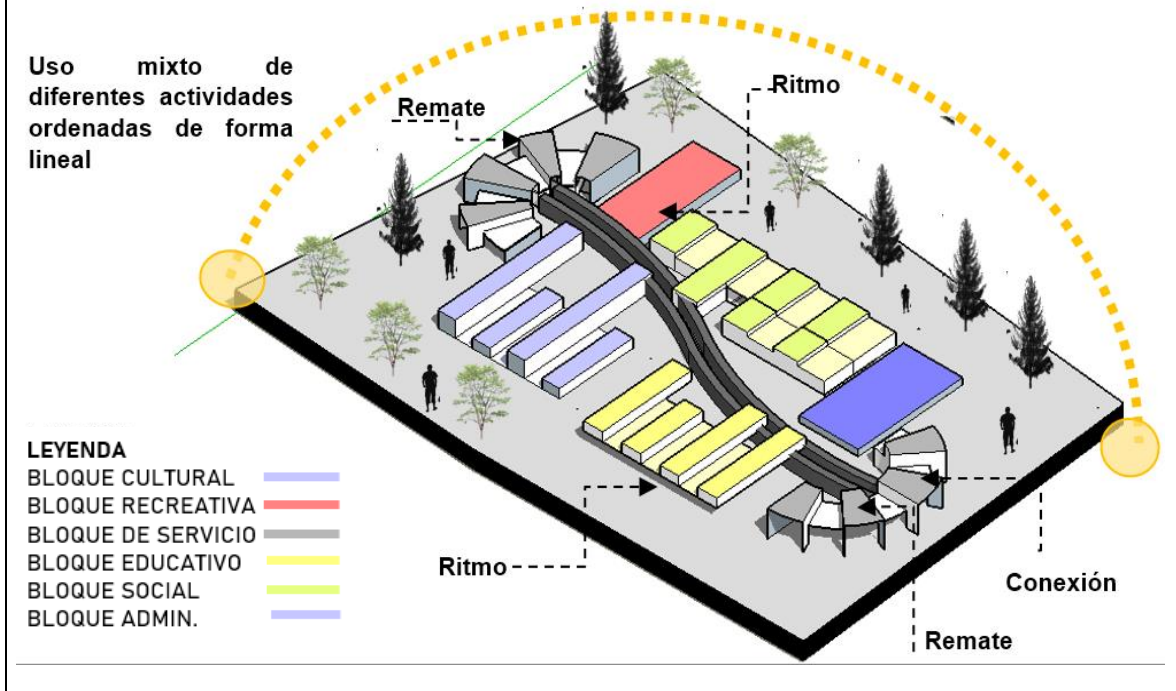 Uso mixto de
diferentes actividades
ordenadas de forma
lineal
Remate
Ritmo
LEYENDA
BLOQUE CULTURAL
BLOQUE RECREATIVA
BLOQUE DE SERVICIO
BLOQUE EDUCATIVO
BLOQUE SOCIAL
BLOQUE ADMIN.
Ritmo
Conexión
Remate